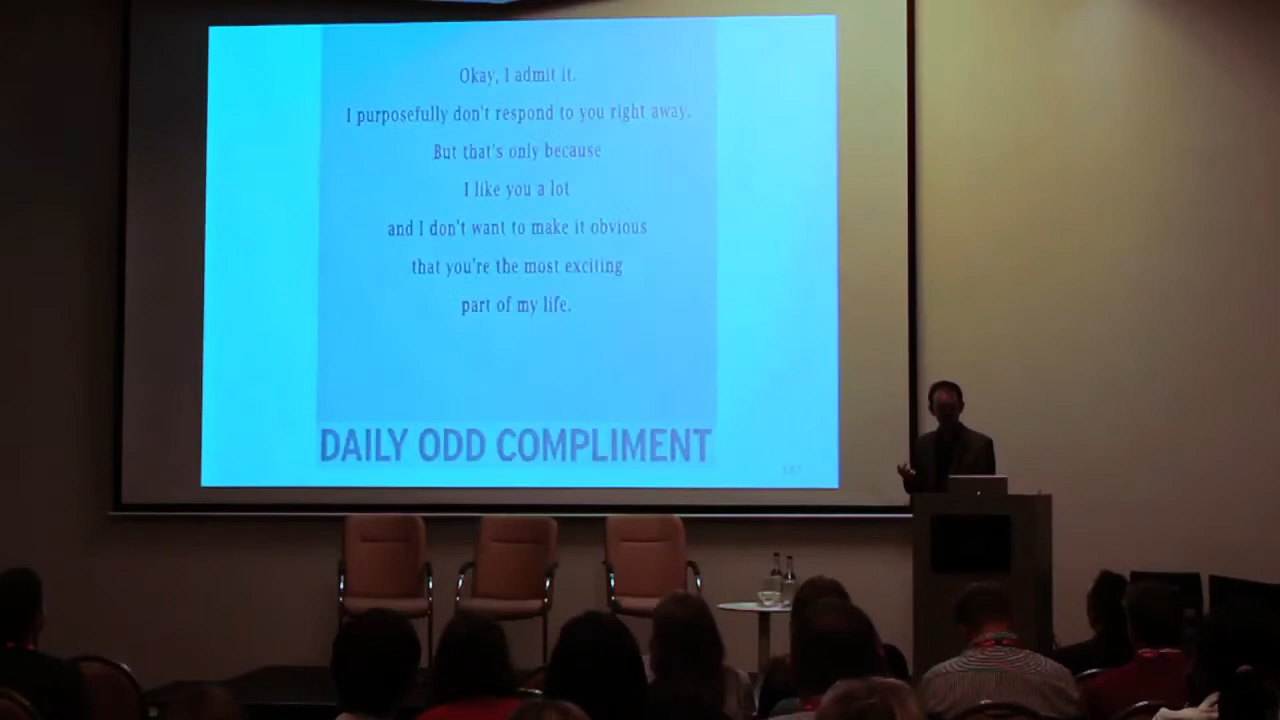 Okay, I admit it.
I purposefully don't respond to you right away.
But that's only because
I like you a lot
and I don't want to make it obvious
that you're the most exciting
part of my life.
DAILY ODD COMPLIMENT